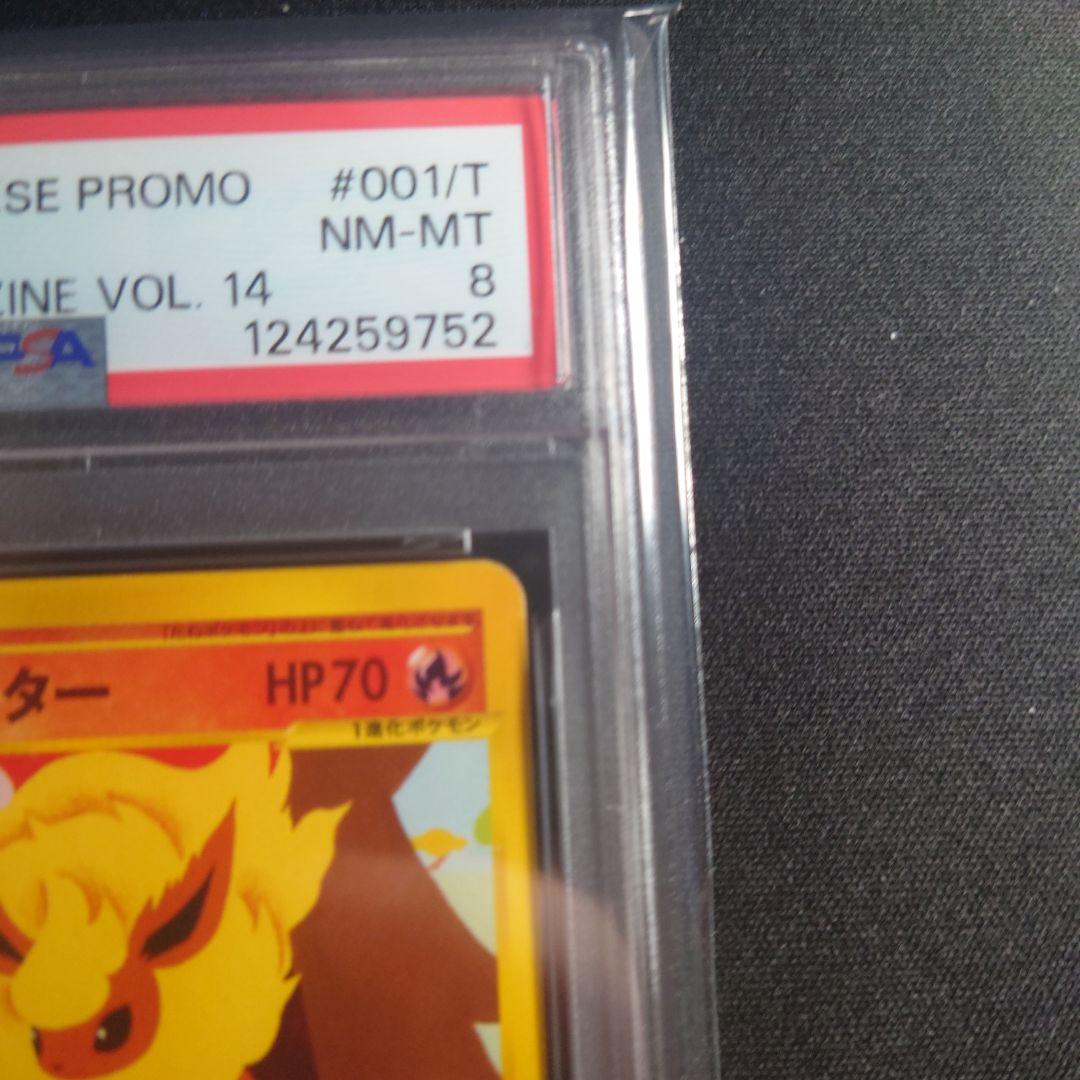 ESE PROMO #001/T
NM-MT
ZINE VOL. 14 8
PSA 124259752
ター HP70
1進化ポケモン